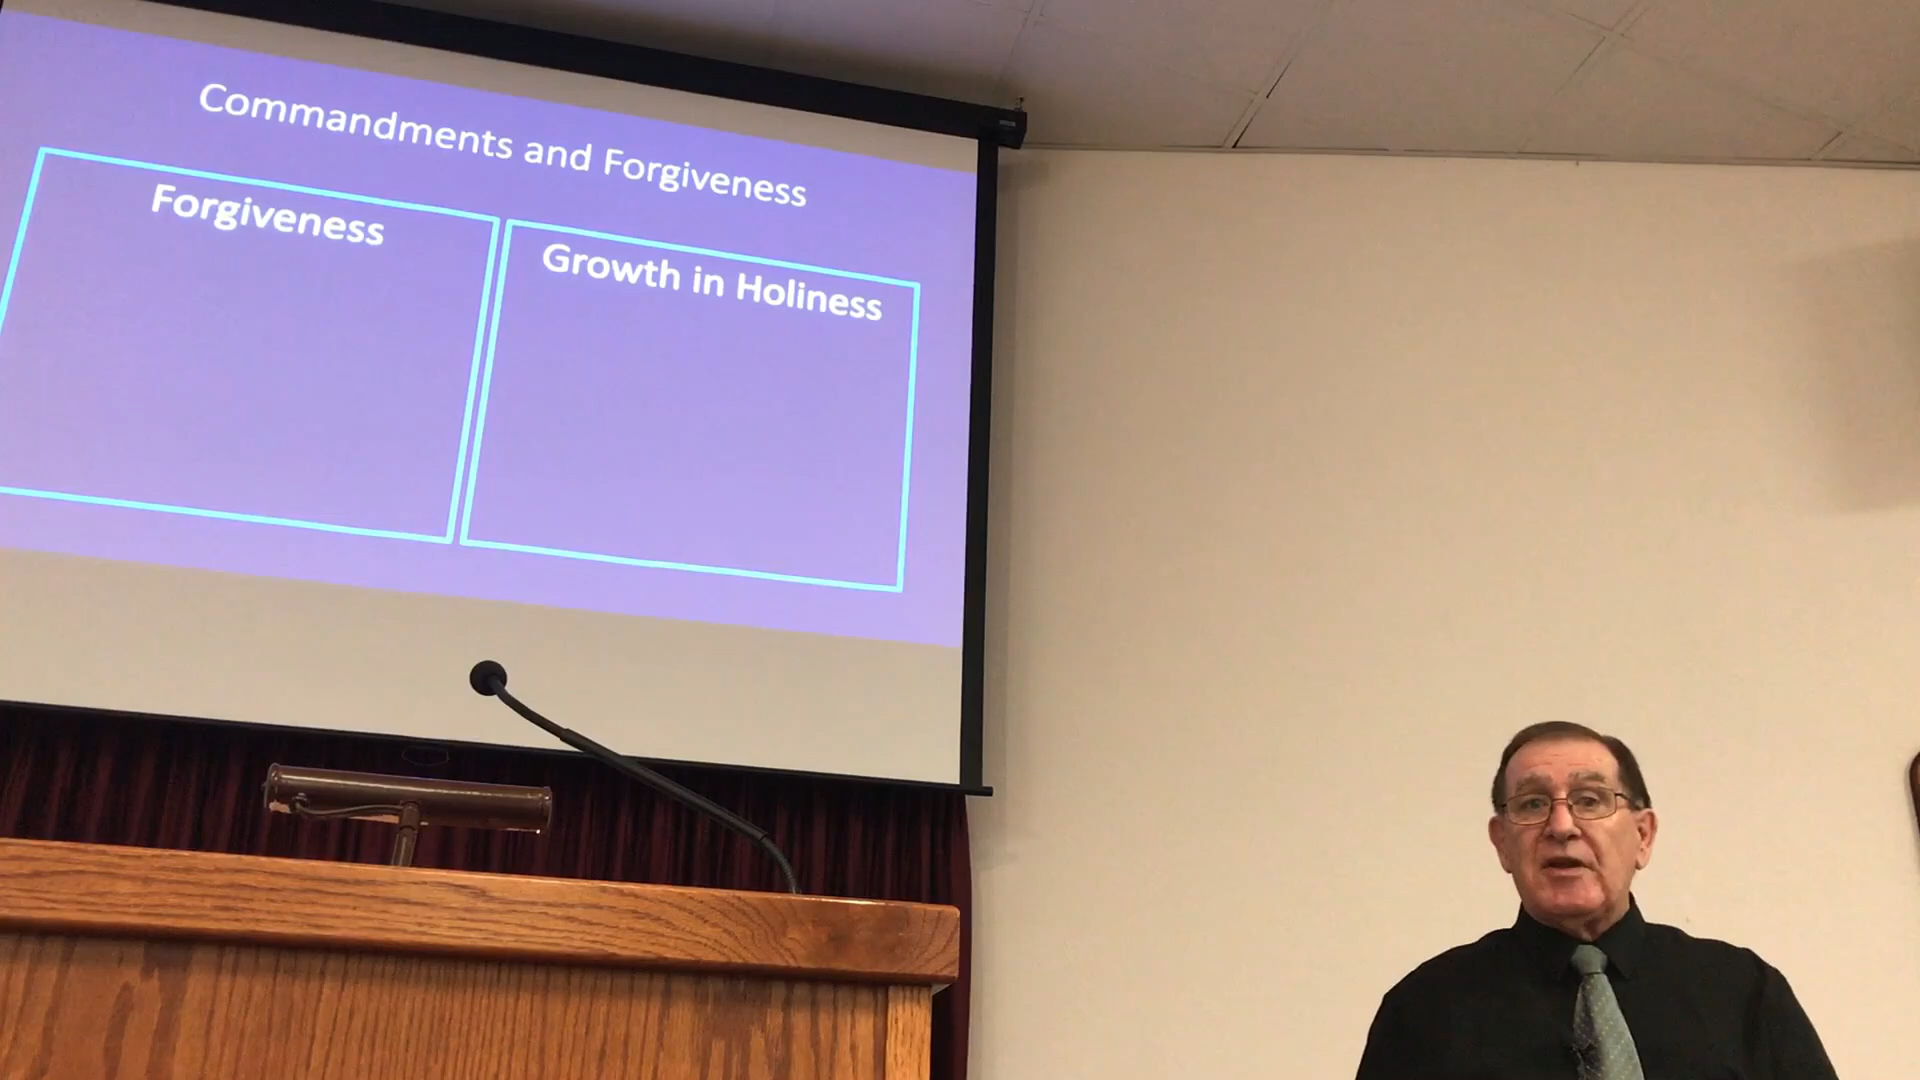 Commandments and Forgiveness
Forgiveness
Growth in Holiness